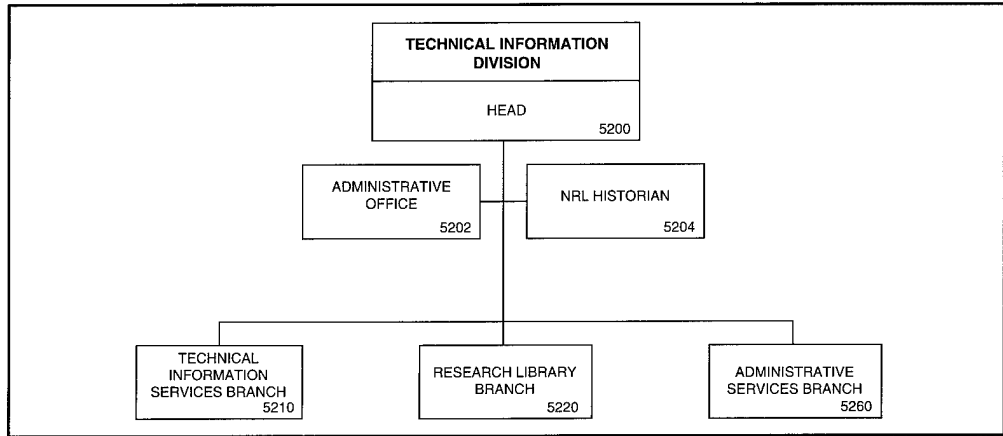 TECHNICAL INFORMATION
DIVISION
HEAD
5200
ADMINISTRATIVE
OFFICE
5202
NRL HISTORIAN
5204
TECHNICAL
INFORMATION
SERVICES BRANCH
5210
RESEARCH LIBRARY
BRANCH
5220
ADMINISTRATIVE
SERVICES BRANCH
5260